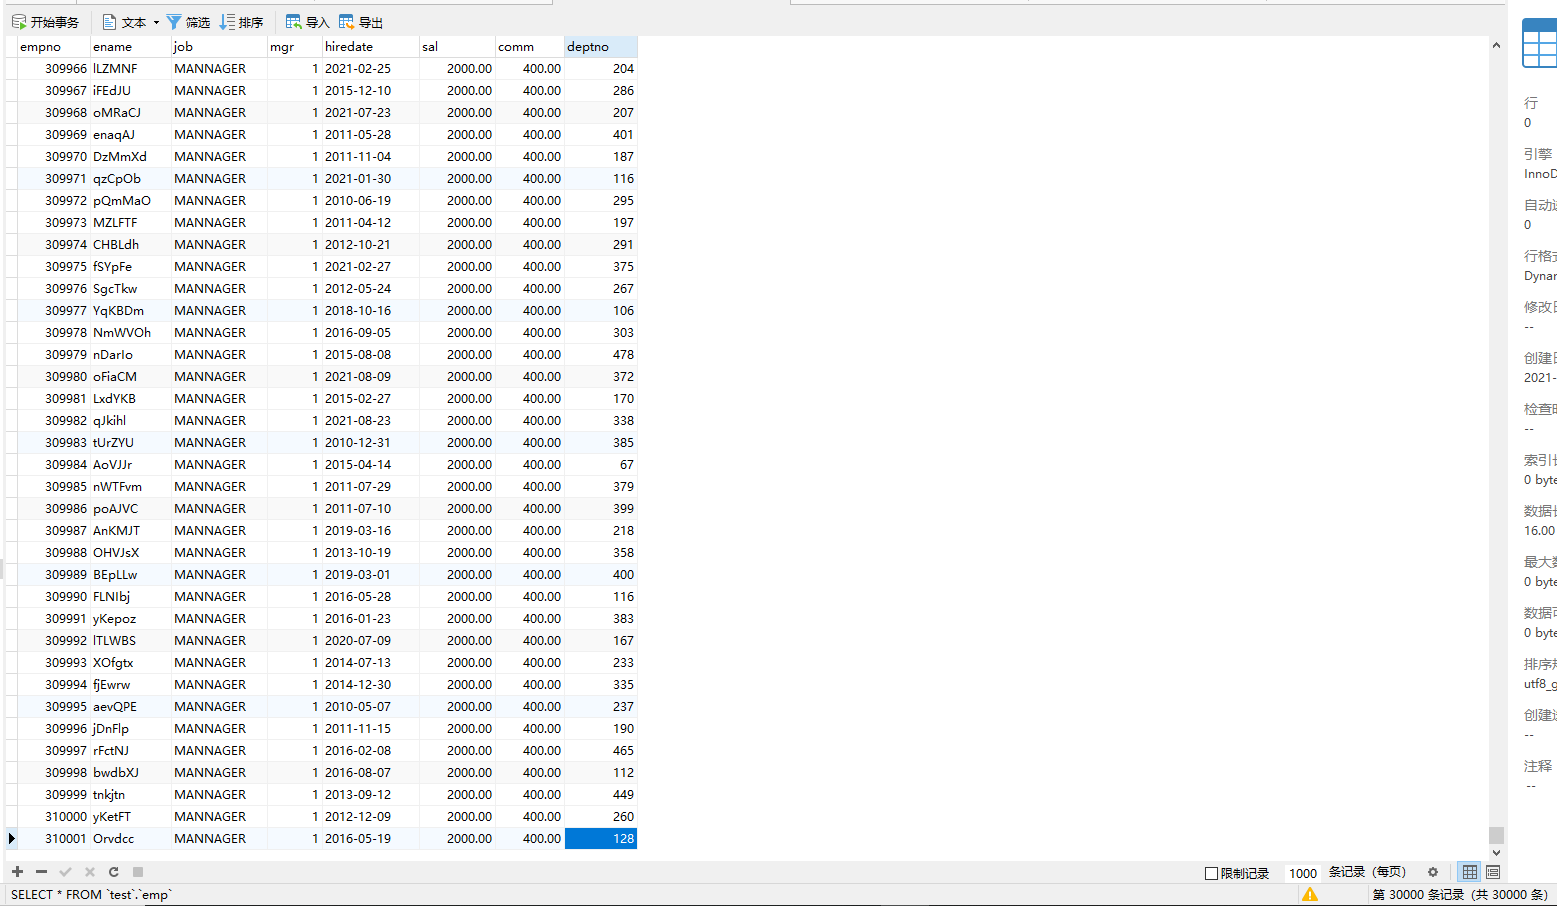 开始事务 文本 筛选 排序 导入 导出
empno ename job mgr hiredate sal comm deptno
309966 lLZMNF MANNAGER 1 2021-02-25 2000.00 400.00 204
309967 iFEdJU MANNAGER 1 2015-12-10 2000.00 400.00 286
309968 oMRaCJ MANNAGER 1 2021-07-23 2000.00 400.00 207
309969 enaqAJ MANNAGER 1 2011-05-28 2000.00 400.00 401
309970 DzMmXd MANNAGER 1 2011-11-04 2000.00 400.00 187
309971 qzCpOb MANNAGER 1 2021-01-30 2000.00 400.00 116
309972 pQmMaO MANNAGER 1 2010-06-19 2000.00 400.00 295
309973 MZLFTF MANNAGER 1 2011-04-12 2000.00 400.00 197
309974 CHBLdh MANNAGER 1 2012-10-21 2000.00 400.00 291
309975 fSYpFe MANNAGER 1 2021-02-27 2000.00 400.00 375
309976 SgcTkw MANNAGER 1 2012-05-24 2000.00 400.00 267
309977 YqKBDm MANNAGER 1 2018-10-16 2000.00 400.00 106
309978 NmWVOh MANNAGER 1 2016-09-05 2000.00 400.00 303
309979 nDarIo MANNAGER 1 2015-08-08 2000.00 400.00 478
309980 oFiaCM MANNAGER 1 2021-08-09 2000.00 400.00 372
309981 LxdYKB MANNAGER 1 2015-02-27 2000.00 400.00 170
309982 qJkihl MANNAGER 1 2021-08-23 2000.00 400.00 338
309983 tUrZYU MANNAGER 1 2010-12-31 2000.00 400.00 385
309984 AoVJJr MANNAGER 1 2015-04-14 2000.00 400.00 67
309985 nWTFvm MANNAGER 1 2011-07-29 2000.00 400.00 379
309986 poAJVC MANNAGER 1 2011-07-10 2000.00 400.00 399
309987 AnKMJT MANNAGER 1 2019-03-16 2000.00 400.00 218
309988 OHVJsX MANNAGER 1 2013-10-19 2000.00 400.00 358
309989 BEpLLw MANNAGER 1 2019-03-01 2000.00 400.00 400
309990 FLNIbj MANNAGER 1 2016-05-28 2000.00 400.00 116
309991 yKepoz MANNAGER 1 2016-01-23 2000.00 400.00 383
309992 lTLWBS MANNAGER 1 2020-07-09 2000.00 400.00 167
309993 XOfgtx MANNAGER 1 2014-07-13 2000.00 400.00 233
309994 fjEwrw MANNAGER 1 2014-12-30 2000.00 400.00 335
309995 aevQPE MANNAGER 1 2010-05-07 2000.00 400.00 237
309996 jDnFlp MANNAGER 1 2011-11-15 2000.00 400.00 190
309997 rFctNJ MANNAGER 1 2016-02-08 2000.00 400.00 465
309998 bwdbXJ MANNAGER 1 2016-08-07 2000.00 400.00 112
309999 tnkjtn MANNAGER 1 2013-09-12 2000.00 400.00 449
310000 yKetFT MANNAGER 1 2012-12-09 2000.00 400.00 260
310001 Orvdcc MANNAGER 1 2016-05-19 2000.00 400.00 128
限制记录 1000 条记录 (每页)
SELECT * FROM `test`.`emp`
第 30000 条记录 (共 30000 条)
行
0
引擎
InnoD
自动
0
行格
Dynar
修改
--
创建
2021-
检查
--
索引
0 byte
数据
16.00
最大
0 byte
数据
0 byte
排序
utf8_g
创建
--
注释
--